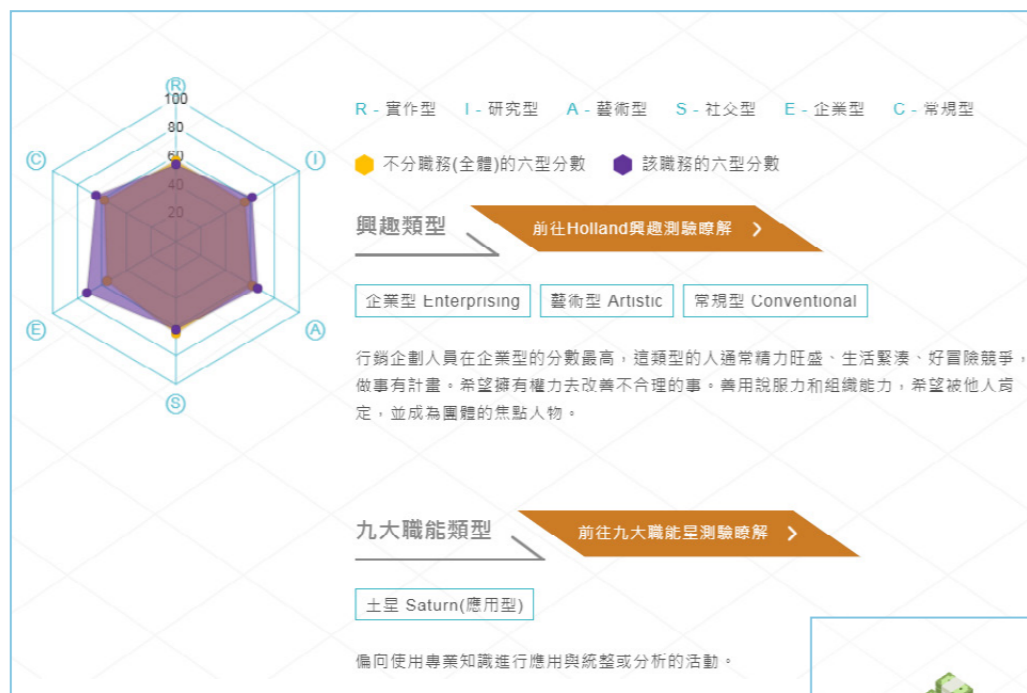 (R)
100
80
60
40
20
(I)
(A)
(S)
(E)
(C)
R - 實作型 I - 研究型 A - 藝術型 S - 社交型 E - 企業型 C - 常規型
不分職務(全體)的六型分數 該職務的六型分數
興趣類型 前往Holland興趣測驗瞭解
企業型 Enterprising 藝術型 Artistic 常規型 Conventional
行銷企劃人員在企業型的分數最高，這類型的人通常精力旺盛、生活緊湊、好冒險競爭，
做事有計畫。希望擁有權力去改善不合理的事。善用說服力和組織能力，希望被他人肯
定，並成為團體的焦點人物。
九大職能類型 前往九大職能星測驗瞭解
土星 Saturn(應用型)
偏向使用專業知識進行應用與統整或分析的活動。